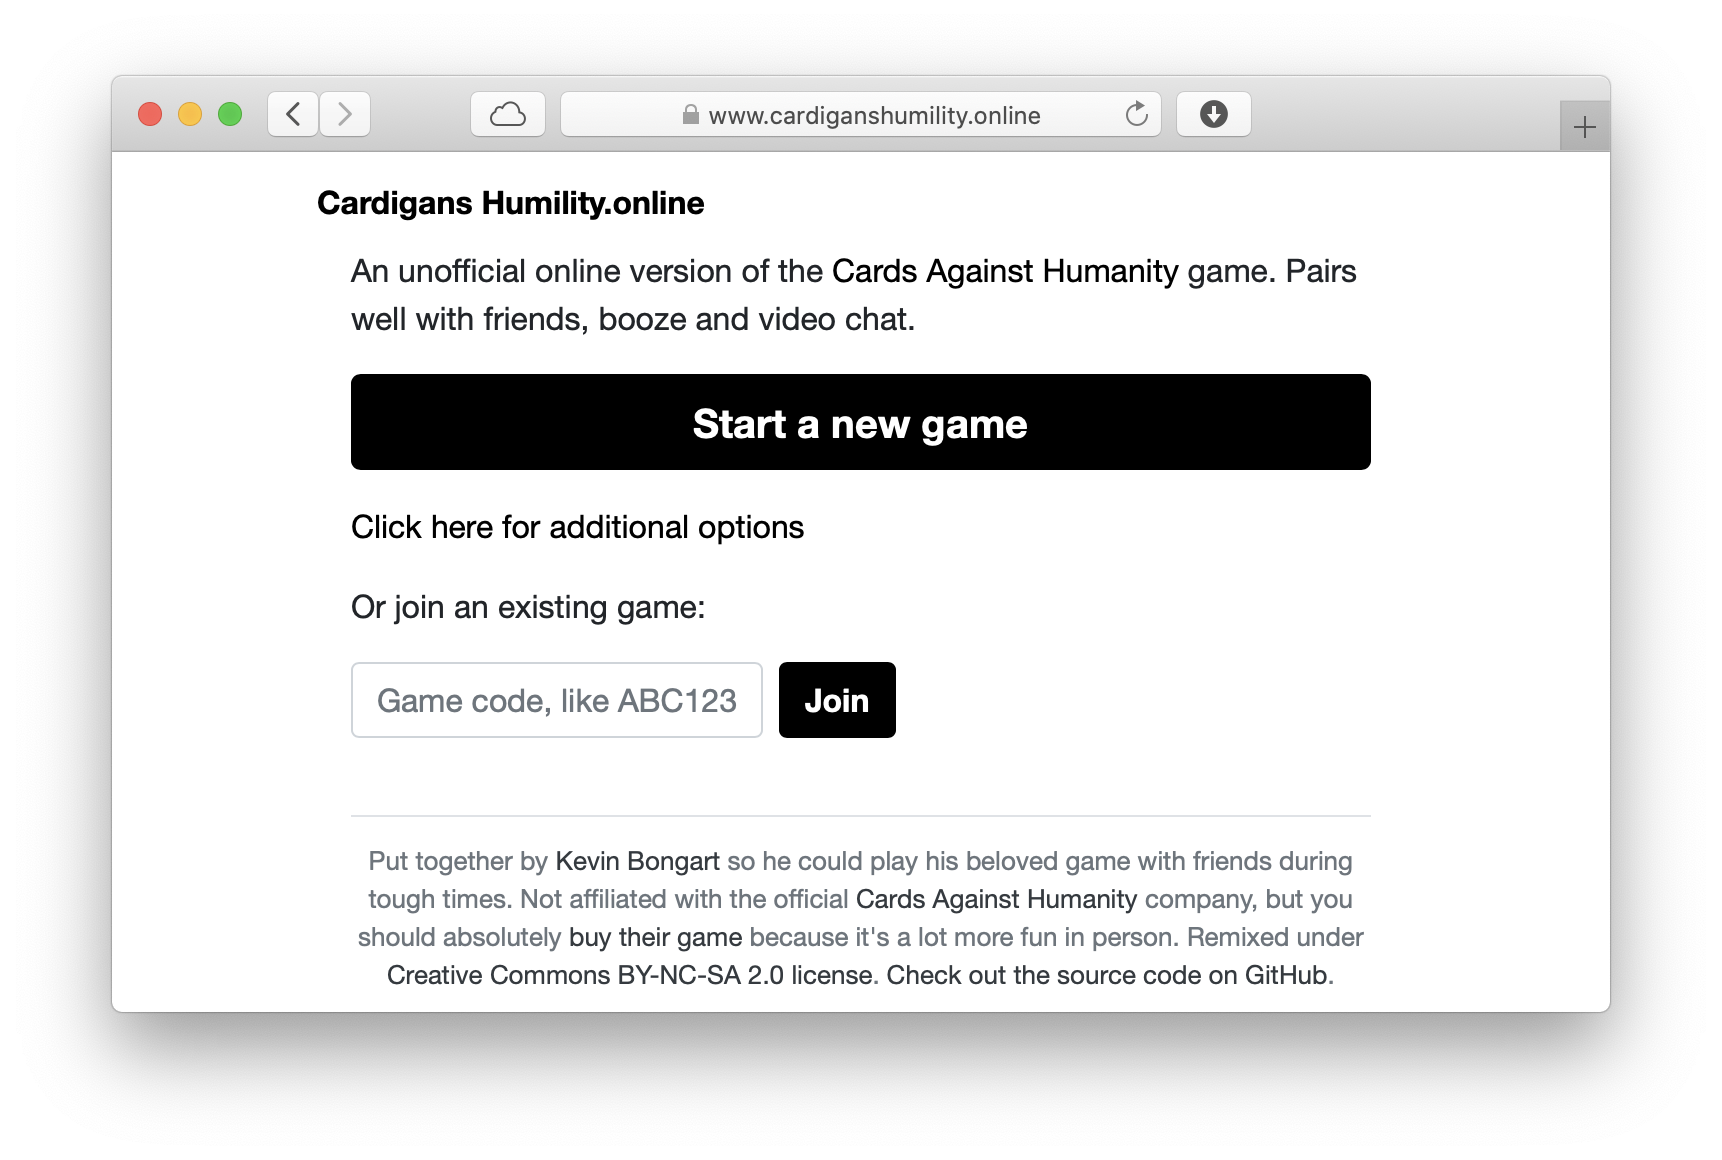 www.cardiganshumility.online
Cardigans Humility.online
An unofficial online version of the Cards Against Humanity game. Pairs
well with friends, booze and video chat.
Start a new game
Click here for additional options
Or join an existing game:
Game code, like ABC123
Join
Put together by Kevin Bongart so he could play his beloved game with friends during
tough times. Not affiliated with the official Cards Against Humanity company, but you
should absolutely buy their game because it's a lot more fun in person. Remixed under
Creative Commons BY-NC-SA 2.0 license. Check out the source code on GitHub.